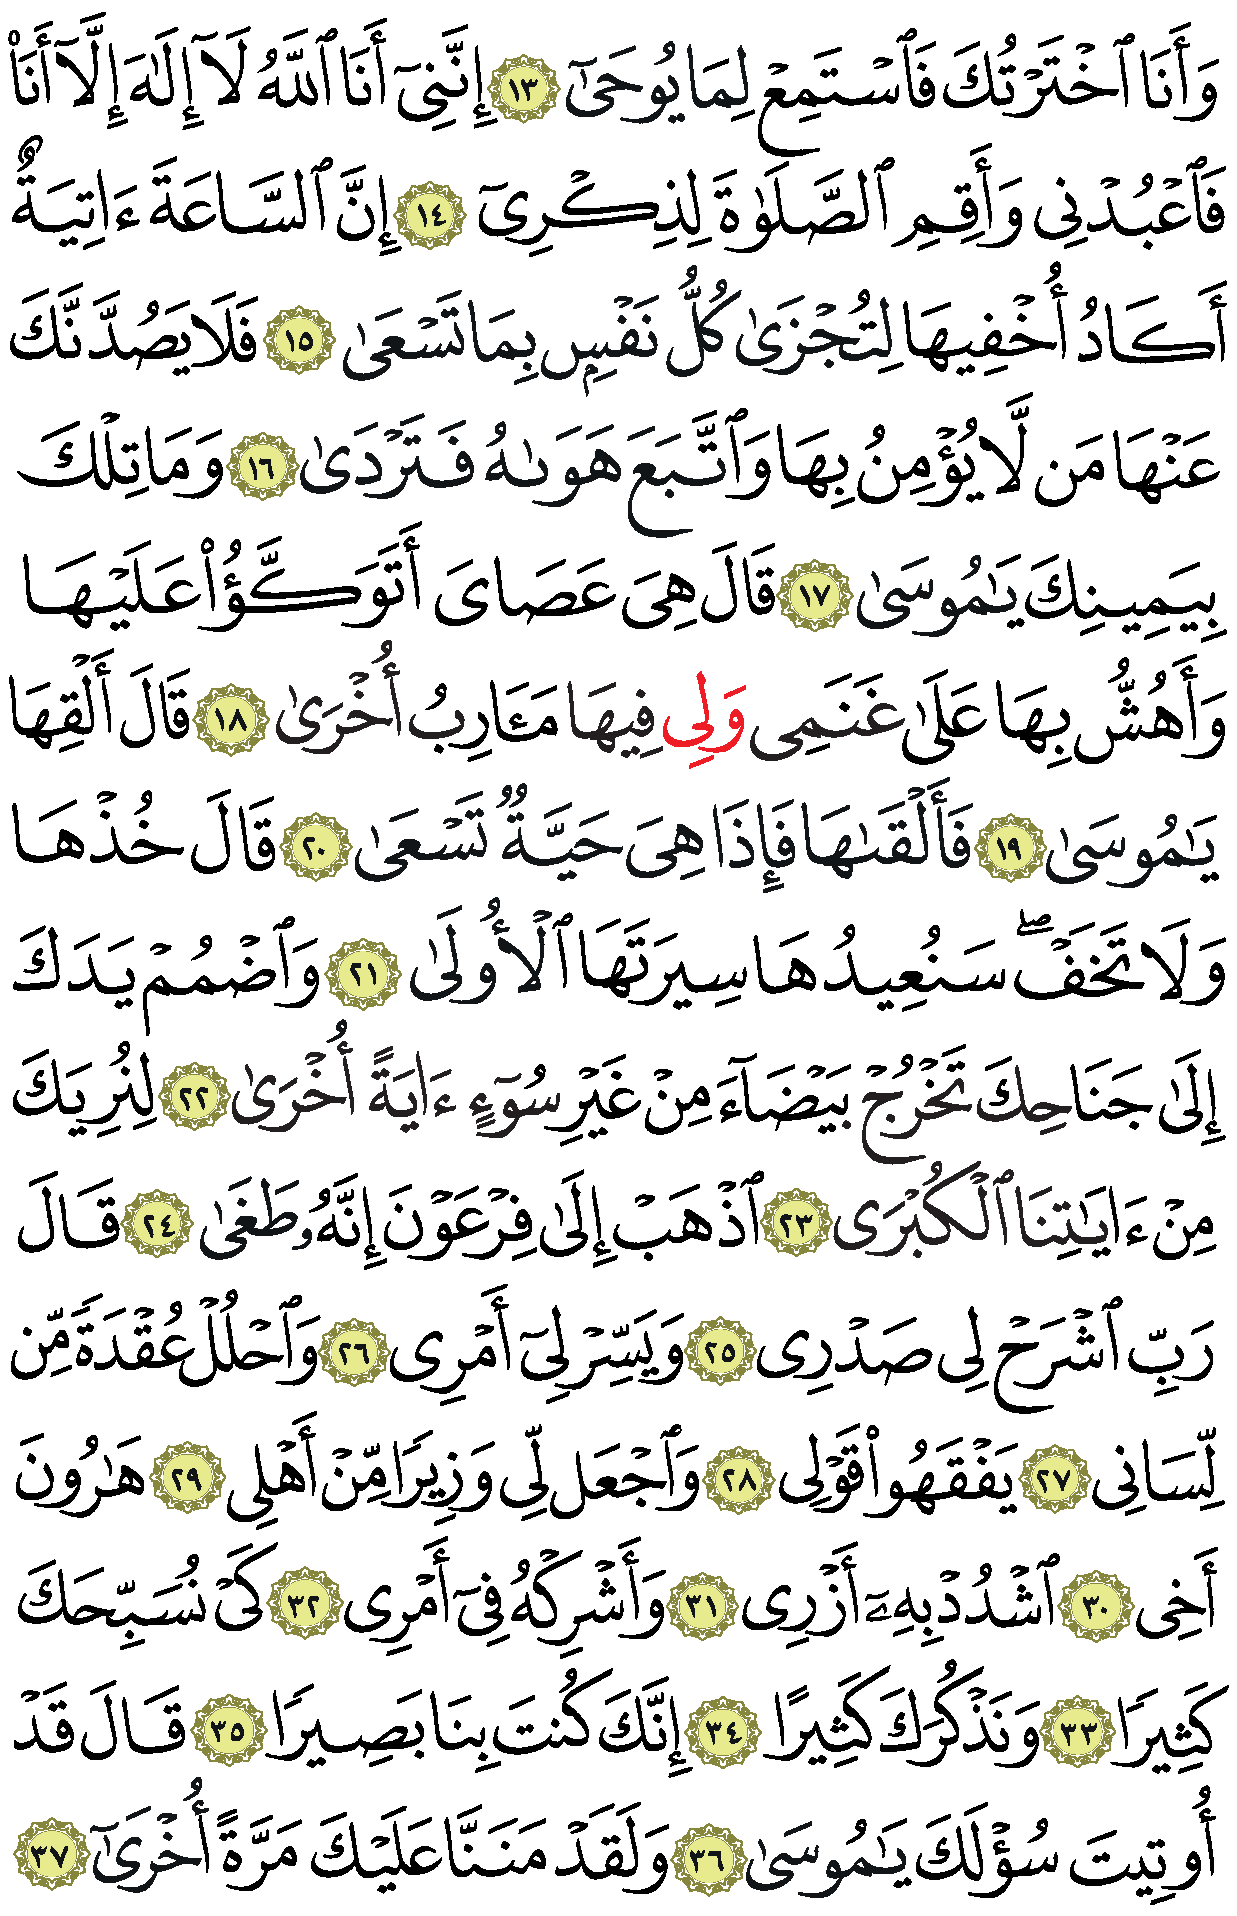 وَأَنَا ٱخْتَرْتُكَ فَٱسْتَمِعْ لِمَا يُوحَىٰٓ ١٣ إِنَّنِىٓ أَنَا ٱللَّهُ لَآ إِلَٰهَ إِلَّآ أَنَا۠
فَٱعْبُدْنِى وَأَقِمِ ٱلصَّلَوٰةَ لِذِكْرِىٓ ١٤ إِنَّ ٱلسَّاعَةَ ءَاتِيَةٌ
أَكَادُ أُخْفِيهَا لِتُجْزَىٰ كُلُّ نَفْسٍۭ بِمَا تَسْعَىٰ ١٥ فَلَا يَصُدَّنَّكَ
عَنْهَا مَن لَّا يُؤْمِنُ بِهَا وَٱتَّبَعَ هَوَىٰهُ فَتَرْدَىٰ ١٦ وَمَا تِلْكَ
بِيَمِينِكَ يَٰمُوسَىٰ ١٧ قَالَ هِىَ عَصَاىَ أَتَوَكَّؤُا۟ عَلَيْهَا
وَأَهُشُّ بِهَا عَلَىٰ غَنَمِى وَلِى فِيهَا مَـَٔارِبُ أُخْرَىٰ ١٨ قَالَ أَلْقِهَا
يَٰمُوسَىٰ ١٩ فَأَلْقَىٰهَا فَإِذَا هِىَ حَيَّةٌ تَسْعَىٰ ٢٠ قَالَ خُذْهَا
وَلَا تَخَفْ ۖ سَنُعِيدُهَا سِيرَتَهَا ٱلْأُولَىٰ ٢١ وَٱضْمُمْ يَدَكَ
إِلَىٰ جَنَاحِكَ تَخْرُجْ بَيْضَآءَ مِنْ غَيْرِ سُوٓءٍ ءَايَةً أُخْرَىٰ ٢٢ لِنُرِيَكَ
مِنْ ءَايَٰتِنَا ٱلْكُبْرَى ٢٣ ٱذْهَبْ إِلَىٰ فِرْعَوْنَ إِنَّهُۥ طَغَىٰ ٢٤ قَالَ
رَبِّ ٱشْرَحْ لِى صَدْرِى ٢٥ وَيَسِّرْ لِىٓ أَمْرِى ٢٦ وَٱحْلُلْ عُقْدَةً مِّن
لِّسَانِى ٢٧ يَفْقَهُوا۟ قَوْلِى ٢٨ وَٱجْعَل لِّى وَزِيرًا مِّنْ أَهْلِى ٢٩ هَٰرُونَ
أَخِى ٣٠ ٱشْدُدْ بِهِۦٓ أَزْرِى ٣١ وَأَشْرِكْهُ فِىٓ أَمْرِى ٣٢ كَىْ نُسَبِّحَكَ
كَثِيرًا ٣٣ وَنَذْكُرَكَ كَثِيرًا ٣٤ إِنَّكَ كُنتَ بِنَا بَصِيرًا ٣٥ قَالَ قَدْ
أُوتِيتَ سُؤْلَكَ يَٰمُوسَىٰ ٣٦ وَلَقَدْ مَنَنَّا عَلَيْكَ مَرَّةً أُخْرَىٰٓ ٣٧